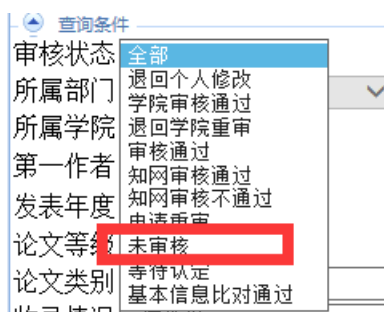 查询条件
审核状态
全部
退回个人修改
所属部门
学院审核通过
所属学院
退回学院重审
审核通过
第一作者
知网审核通过
知网审核不通过
发表年度
申请重审
论文等级
未审核
等待认定
论文类别
基本信息比对通过
收录情况